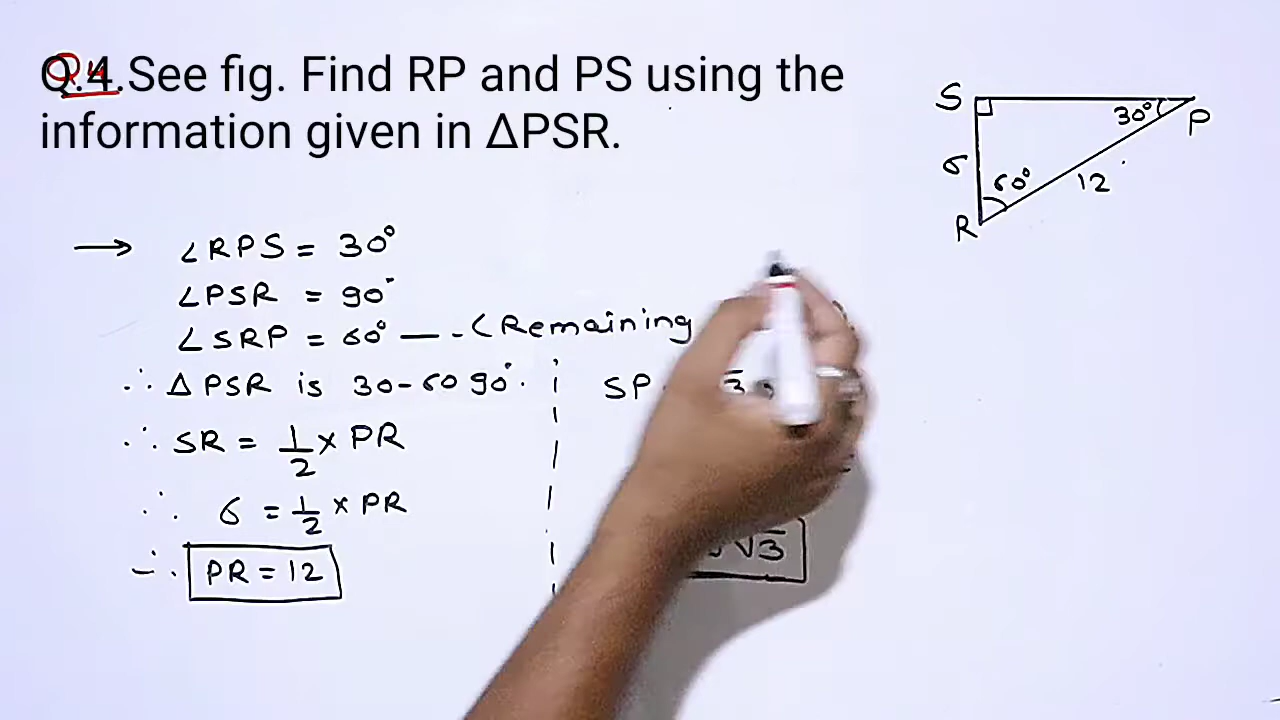 Q.4.See fig. Find RP and PS using the
information given in ΔPSR.
S
30°
P
6
60°
12
R
→ ∠RPS = 30°
∠PSR = 90°
∠SRP = 60° — - (Remaining
∴ Δ PSR is 30-60 90°.
SP
∴ SR = 1/2 × PR
∴ 6 = 1/2 × PR
∴ PR = 12
√3